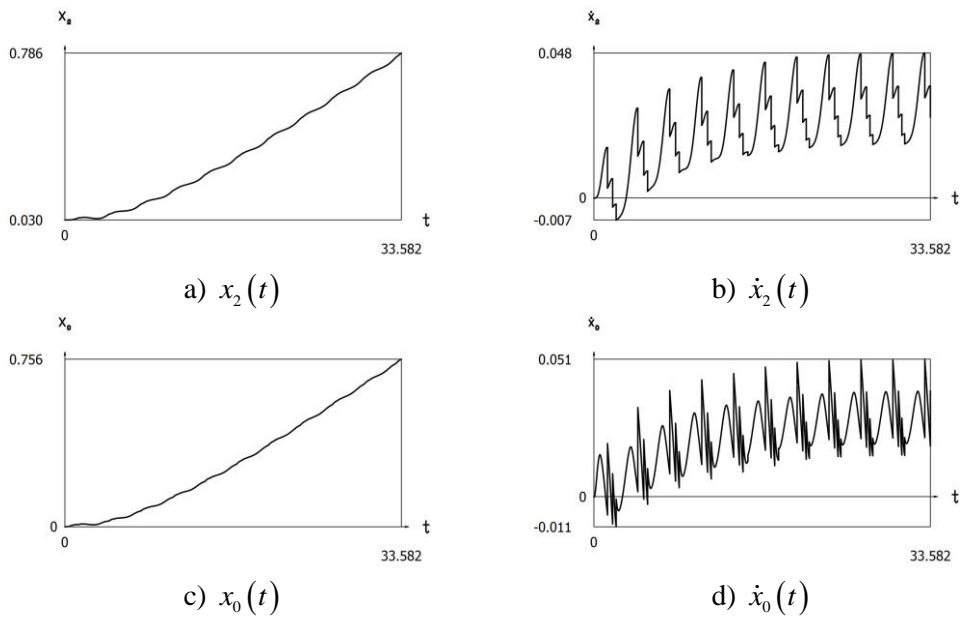 x₂
0.786
0.030
t
0
33.582
a) x₂(t)
ẋ₂
0.048
0
-0.007
t
0
33.582
b) ẋ₂(t)
x₀
0.756
0
t
0
33.582
c) x₀(t)
ẋ₀
0.051
0
-0.011
t
0
33.582
d) ẋ₀(t)